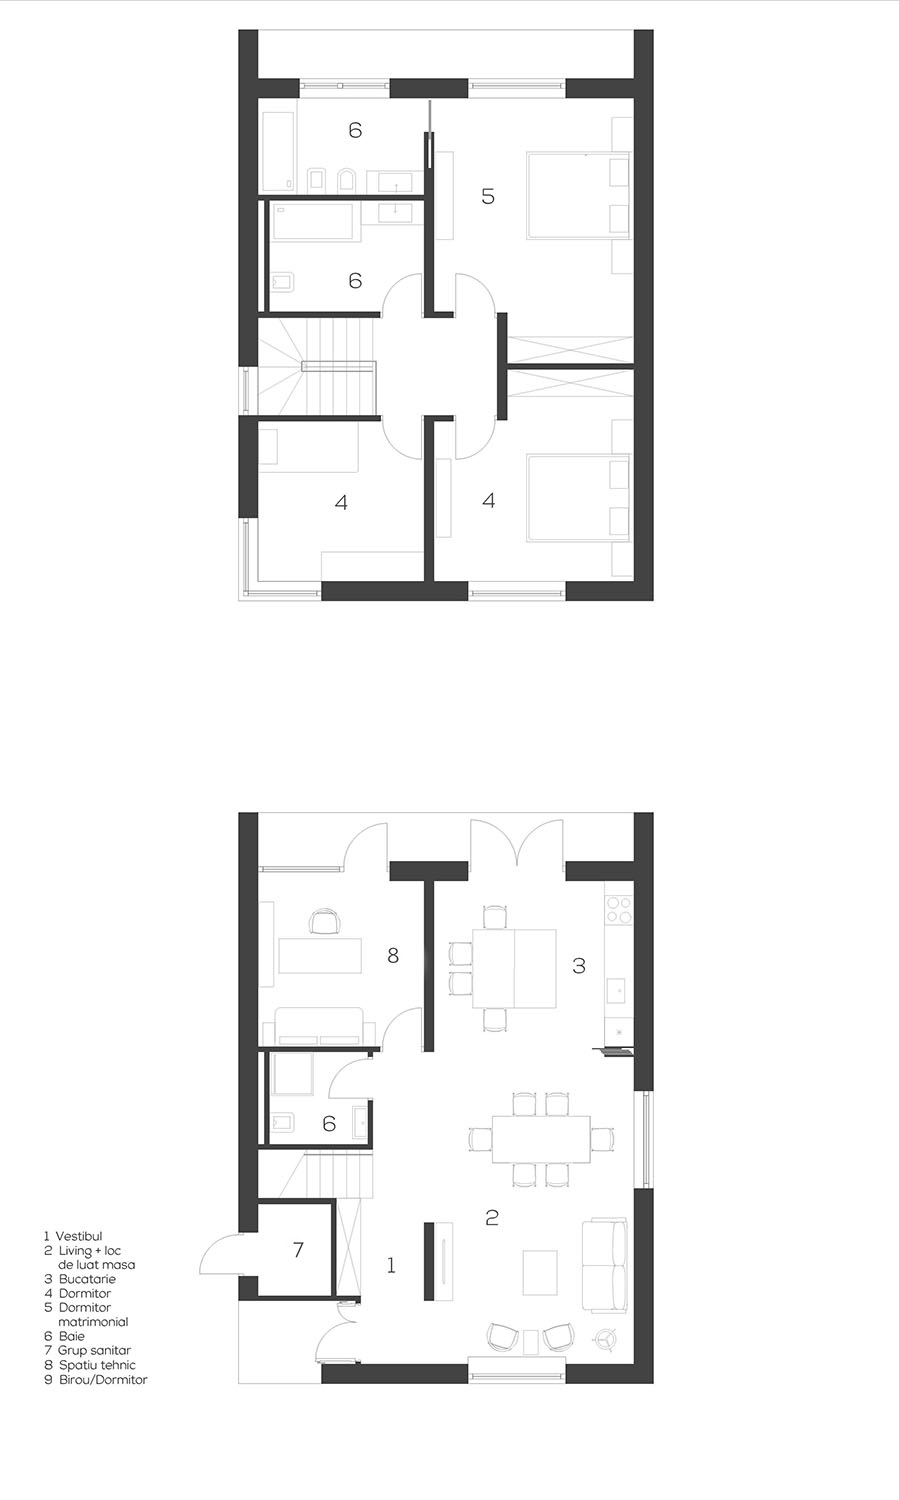 6
5
6
4
4
8
3
6
2
7
1
1 Vestibul
2 Living + loc
de luat masa
3 Bucatarie
4 Dormitor
5 Dormitor
matrimonial
6 Baie
7 Grup sanitar
8 Spatiu tehnic
9 Birou/Dormitor